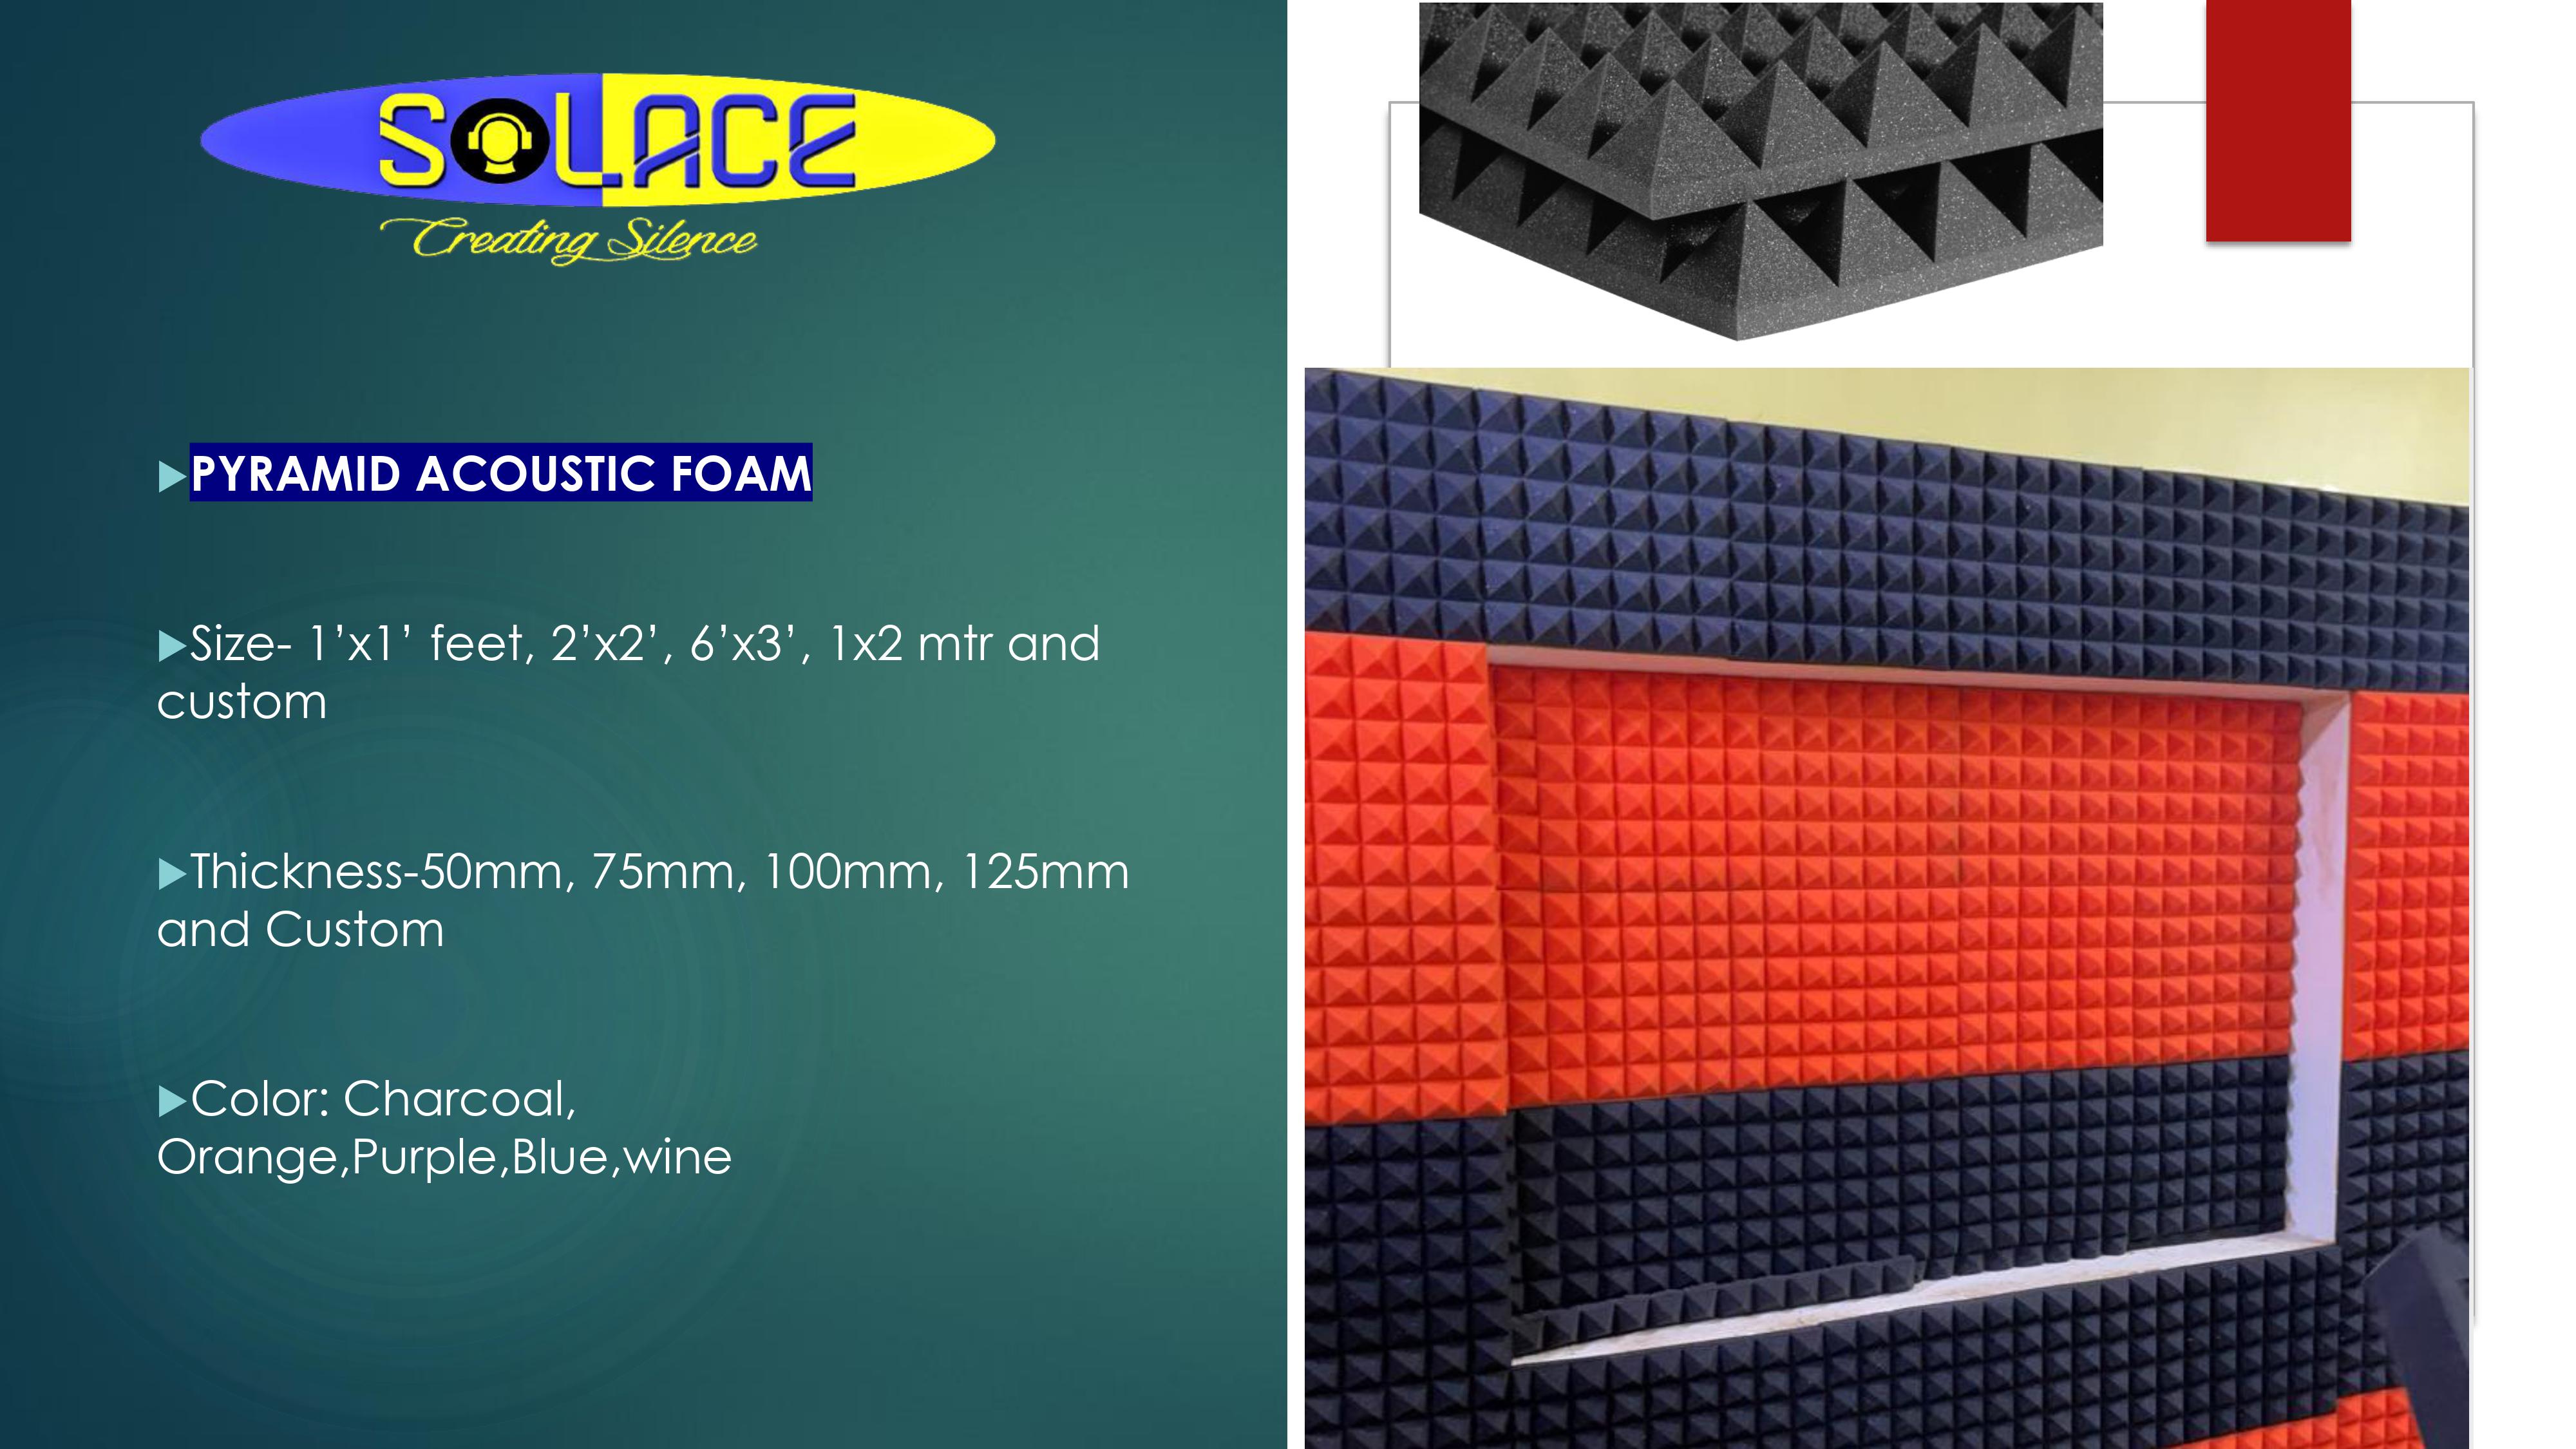 SOLACE
Creating Silence
PYRAMID ACOUSTIC FOAM
Size- 1’x1’ feet, 2’x2’, 6’x3’, 1x2 mtr and
custom
Thickness-50mm, 75mm, 100mm, 125mm
and Custom
Color: Charcoal,
Orange,Purple,Blue,wine